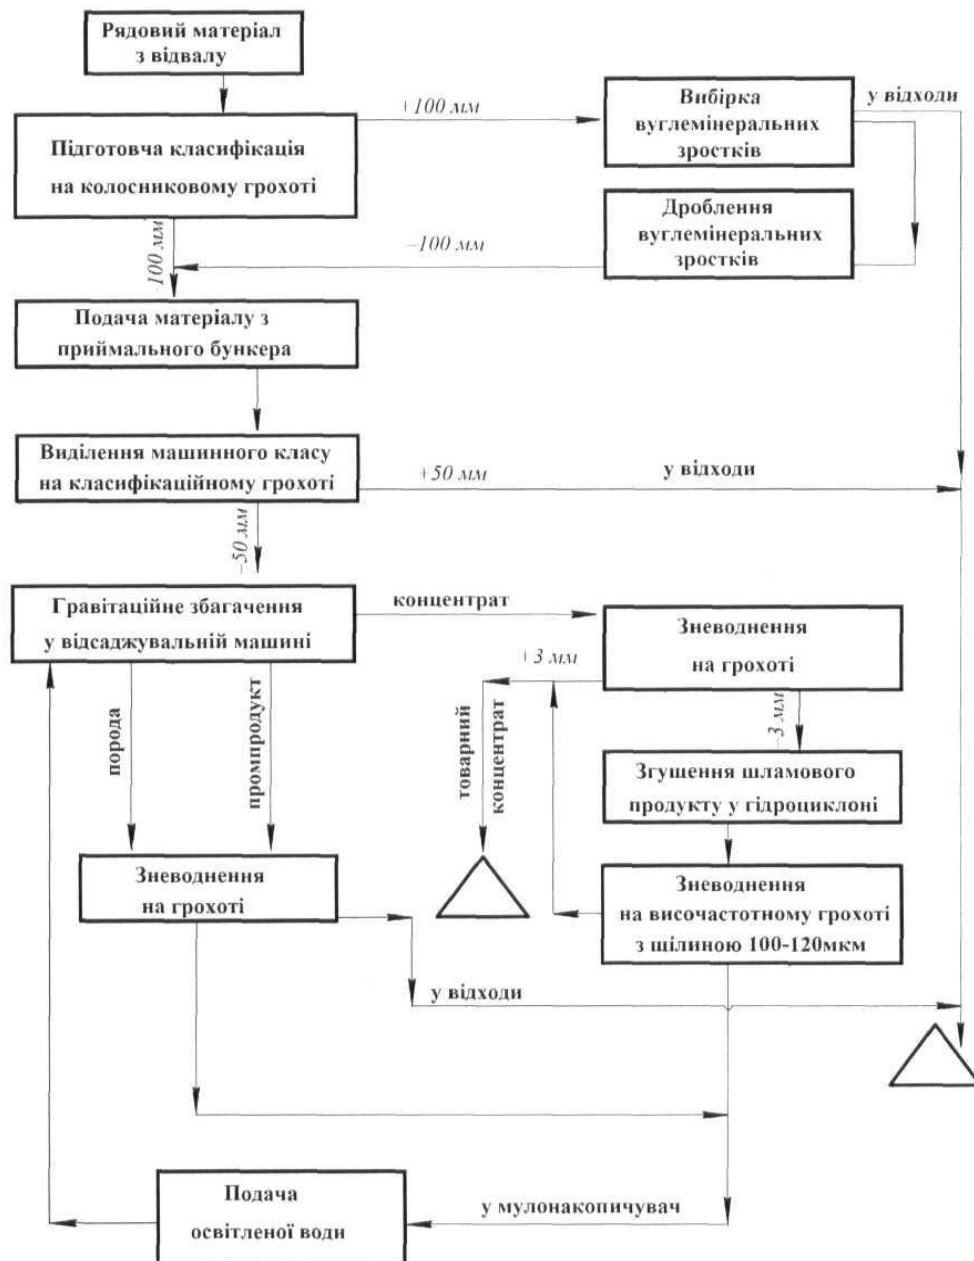 Рядовий матеріал
з відвалу
+100 мм
Вибірка
вуглемінеральних
зростків
у відходи
Підготовча класифікація
на колосниковому грохоті
Дроблення
вуглемінеральних
зростків
–100 мм
-100 мм
Подача матеріалу з
приймального бункера
Виділення машинного класу
на класифікаційному грохоті
+50 мм
у відходи
–50 мм
Гравітаційне збагачення
у відсаджувальній машині
концентрат
Зневоднення
на грохоті
+3 мм
–3 мм
порода
промпродукт
товарний
концентрат
Згушення шламового
продукту у гідроциклоні
Зневоднення
на грохоті
Зневоднення
на височастотному грохоті
з щілиною 100-120мкм
у відходи
Подача
освітленої води
у мулонакопичувач